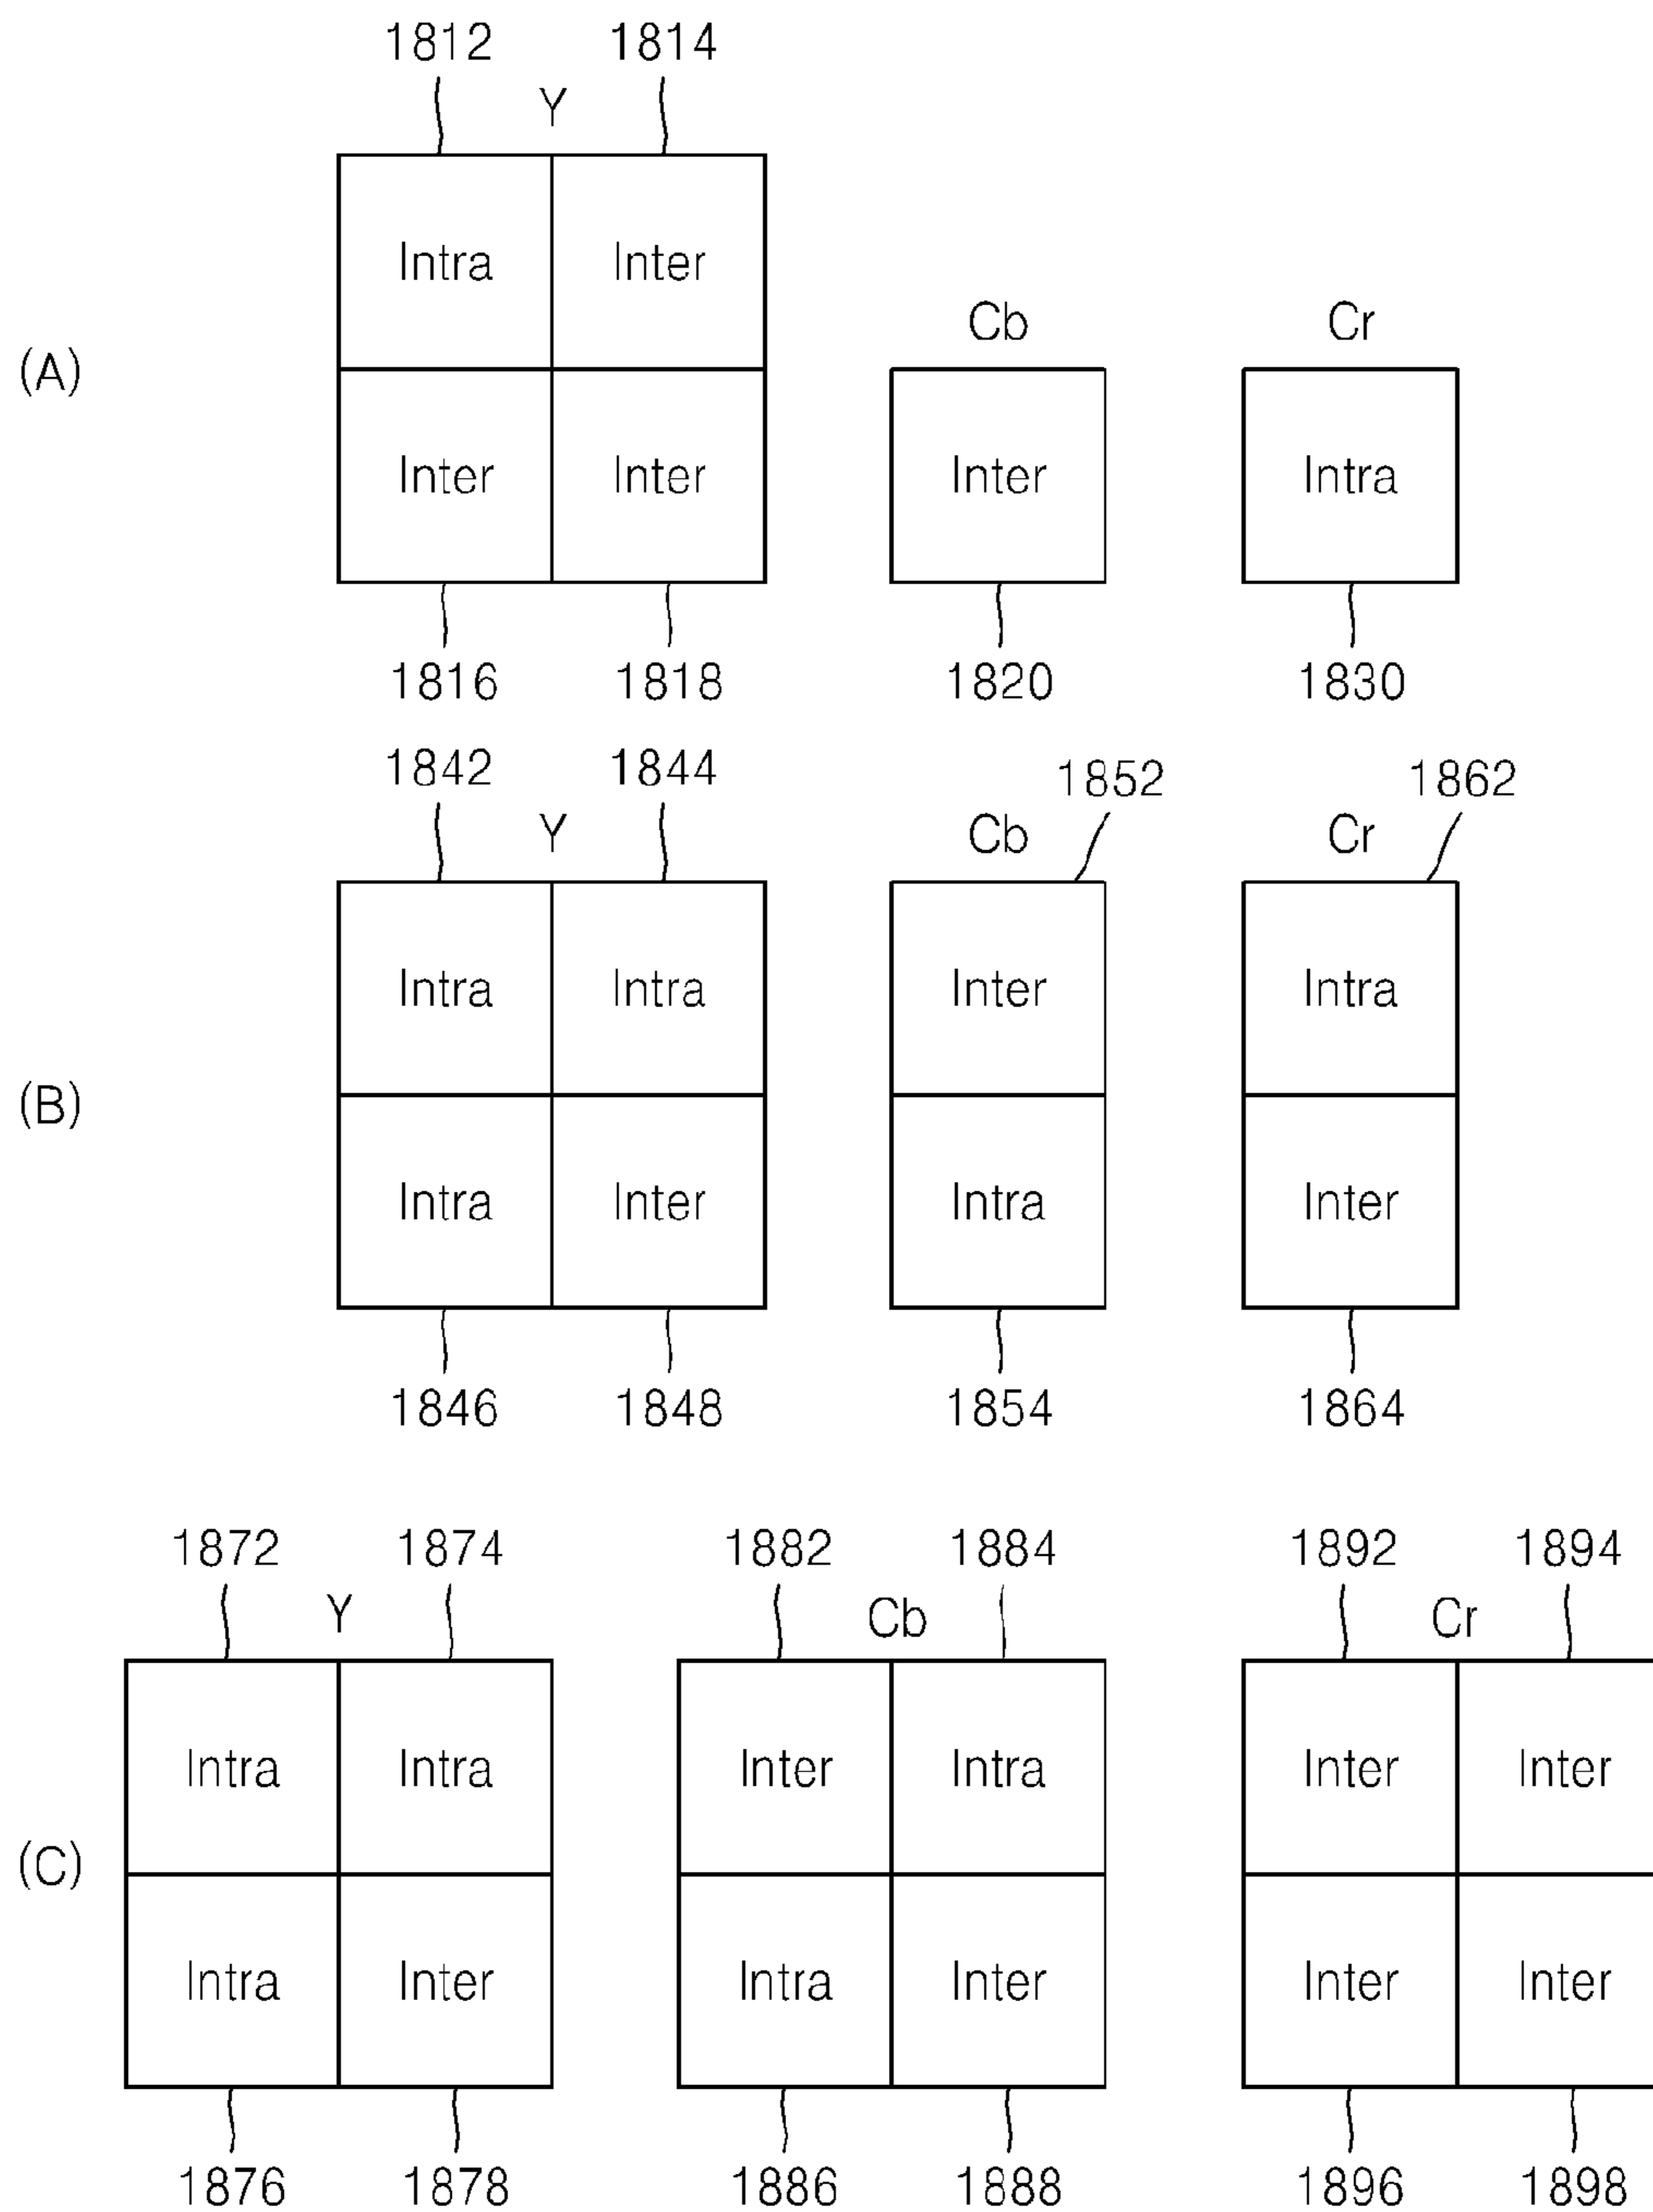 1812 1814
Y
Intra Inter
Cb Cr
(A)
Inter Inter Inter Intra
1816 1818 1820 1830
1842 1844 1852 1862
Y Cb Cr
Intra Intra Inter Intra
(B)
Intra Inter Intra Inter
1846 1848 1854 1864
1872 1874 1882 1884 1892 1894
Y Cb Cr
Intra Intra Inter Intra Inter Inter
(C)
Intra Inter Intra Inter Inter Inter
1876 1878 1886 1888 1896 1898